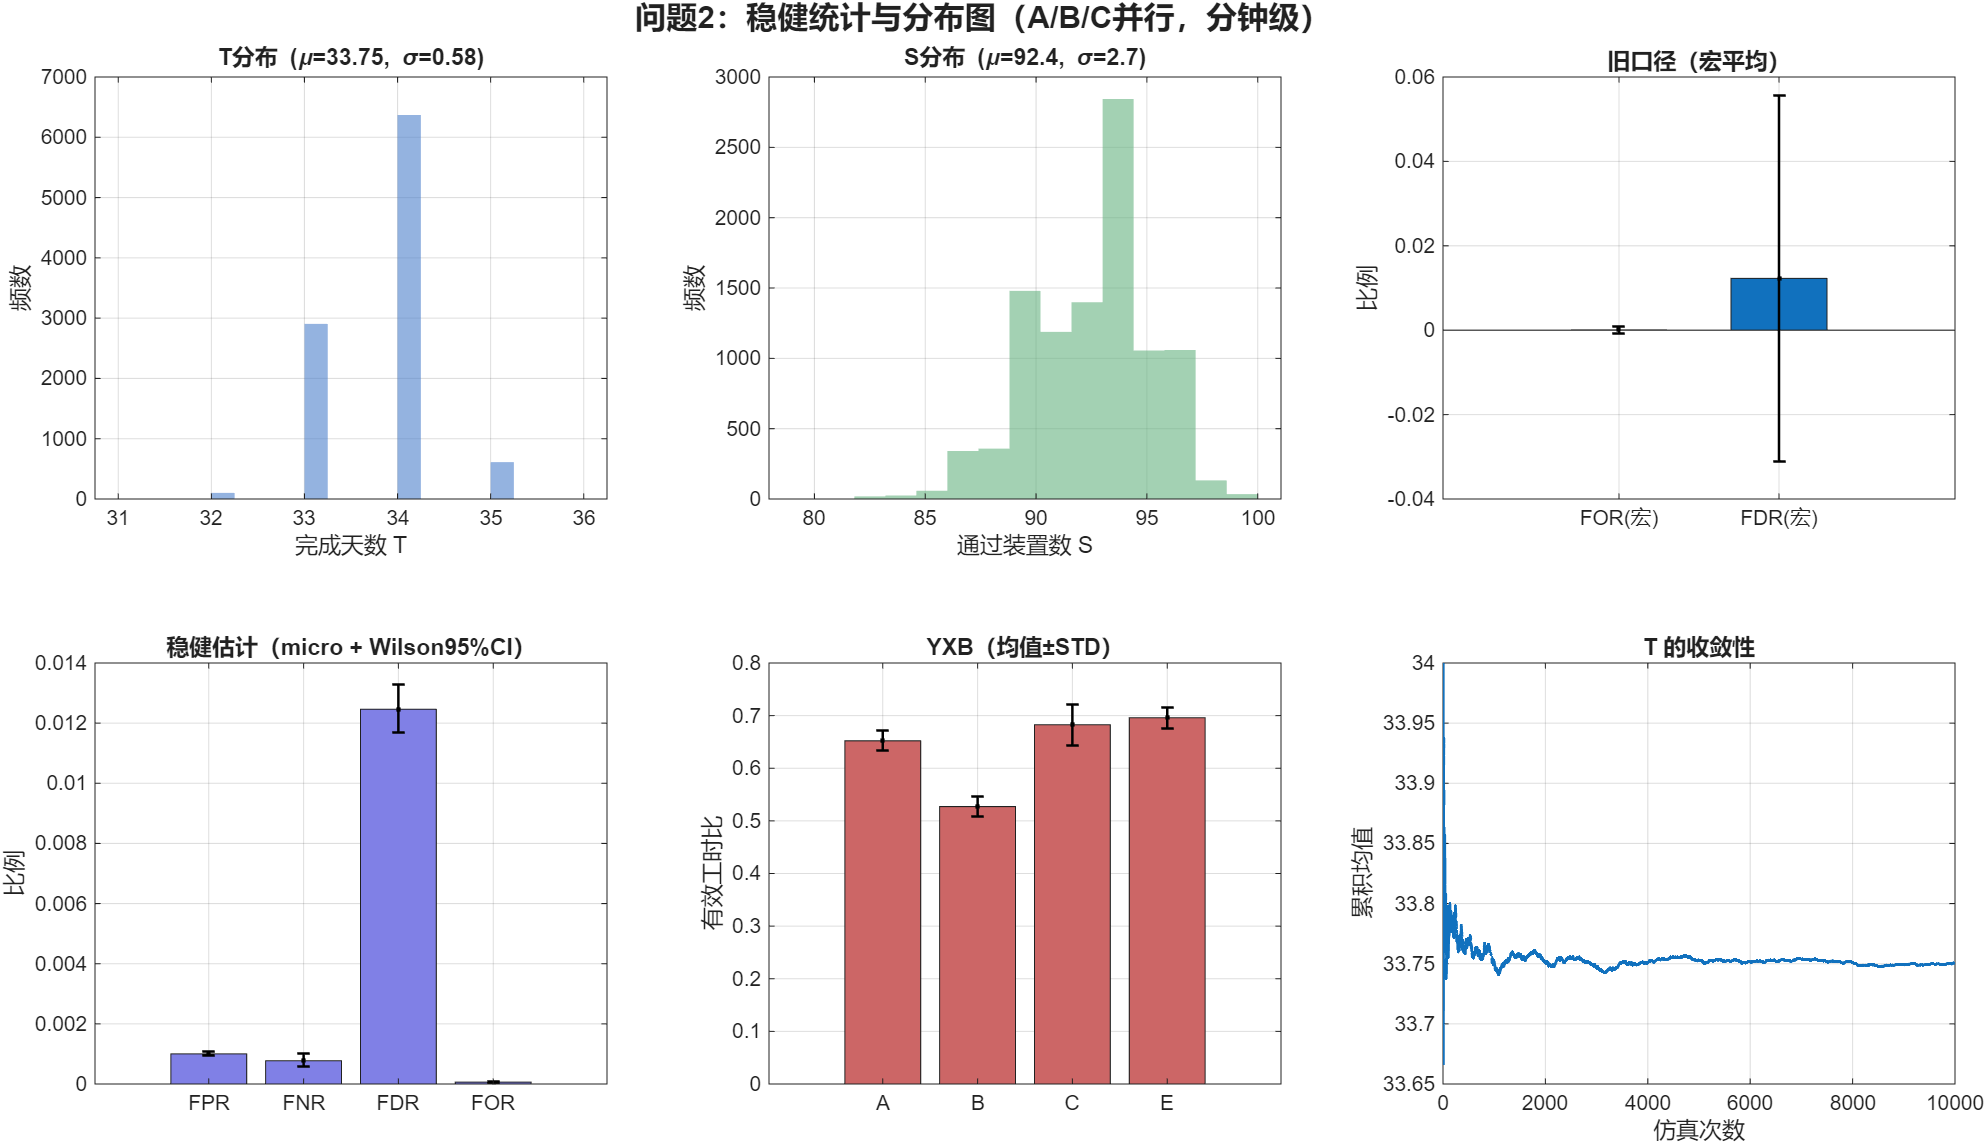 问题2：稳健统计与分布图（A/B/C并行，分钟级）
T分布（μ=33.75，σ=0.58）
7000
6000
5000
4000
3000
2000
1000
0
频数
31 32 33 34 35 36
完成天数 T
S分布（μ=92.4，σ=2.7）
3000
2500
2000
1500
1000
500
0
频数
80 85 90 95 100
通过装置数 S
旧口径（宏平均）
0.06
0.04
0.02
0
-0.02
-0.04
比例
FOR(宏) FDR(宏)
稳健估计（micro + Wilson95%CI）
0.014
0.012
0.01
0.008
0.006
0.004
0.002
0
比例
FPR FNR FDR FOR
YXB（均值±STD）
0.8
0.7
0.6
0.5
0.4
0.3
0.2
0.1
0
有效工时比
A B C E
T 的收敛性
34
33.95
33.9
33.85
33.8
33.75
33.7
33.65
累积均值
0 2000 4000 6000 8000 10000
仿真次数